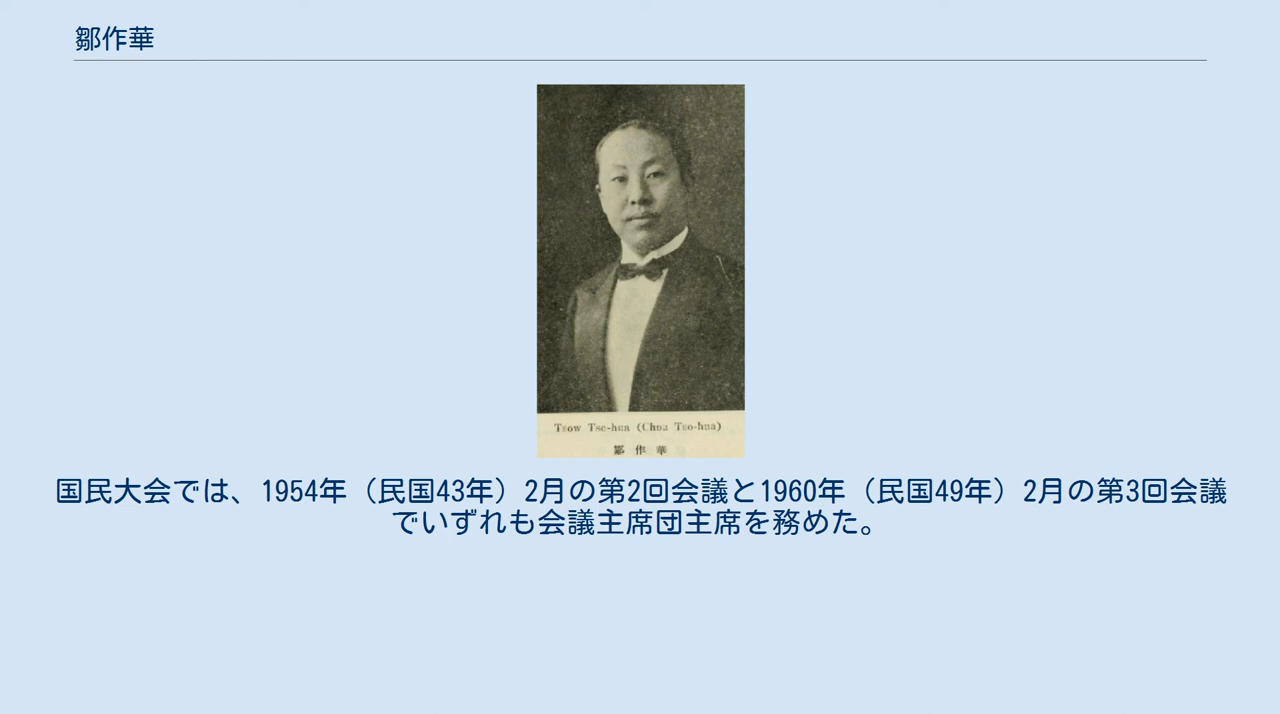 鄒作華
Tsow Tso-hua (Chou Tso-hua)
鄒 作 華
国民大会では、1954年（民国43年）2月の第2回会議と1960年（民国49年）2月の第3回会議
でいずれも会議主席団主席を務めた。